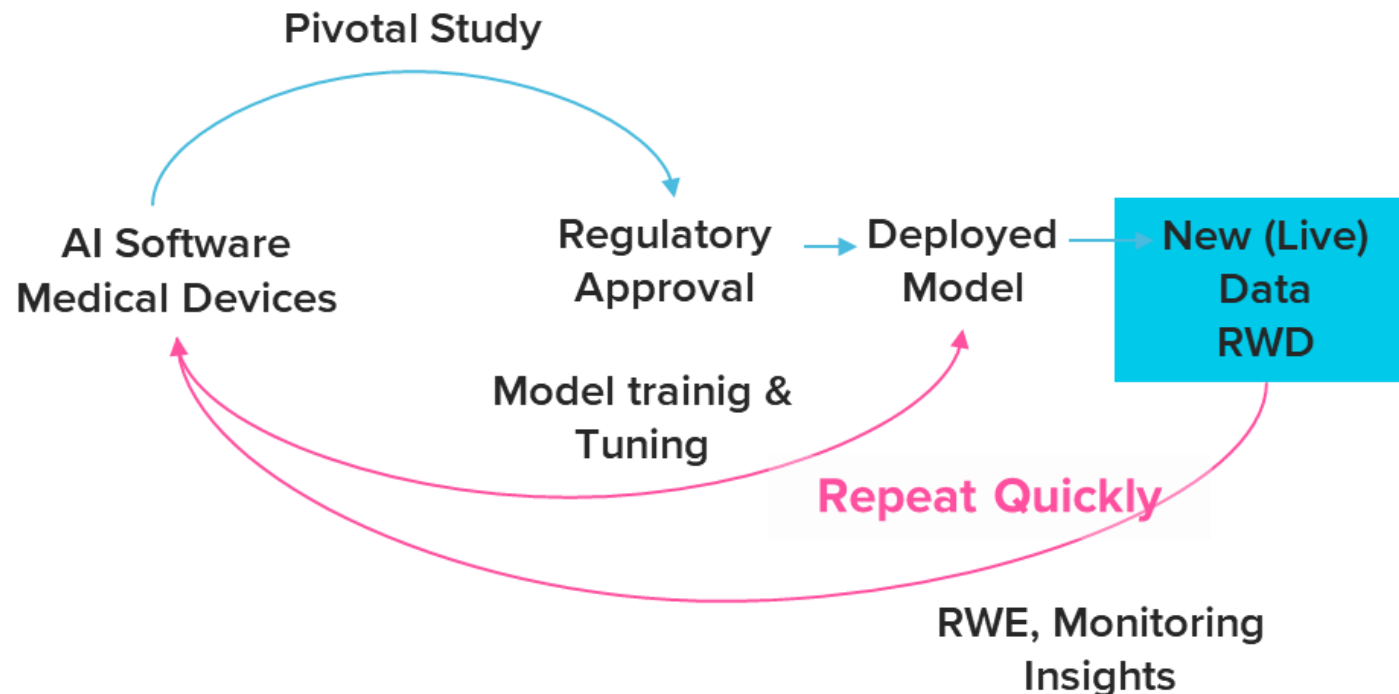 Pivotal Study
AI Software
Medical Devices
Regulatory
Approval
Deployed
Model
New (Live)
Data
RWD
Model trainig &
Tuning
Repeat Quickly
RWE, Monitoring
Insights